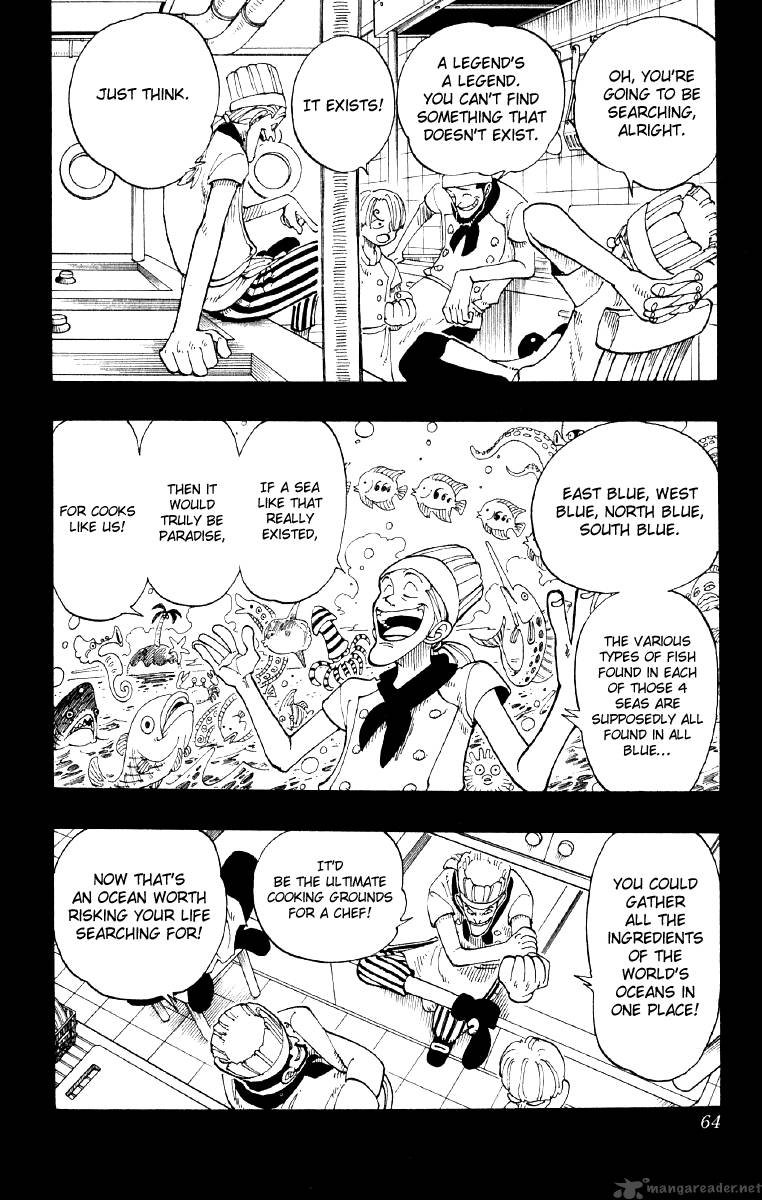 OH, YOU'RE
GOING TO BE
SEARCHING,
ALRIGHT.
A LEGEND'S
A LEGEND.
YOU CAN'T FIND
SOMETHING THAT
DOESN'T EXIST.
IT EXISTS!
JUST THINK.
EAST BLUE, WEST
BLUE, NORTH BLUE,
SOUTH BLUE.
THE VARIOUS
TYPES OF FISH
FOUND IN EACH
OF THOSE 4
SEAS ARE
SUPPOSEDLY ALL
FOUND IN ALL
BLUE...
IF A SEA
LIKE THAT
REALLY
EXISTED,
THEN IT
WOULD
TRULY BE
PARADISE,
FOR COOKS
LIKE US!
YOU COULD
GATHER
ALL THE
INGREDIENTS
OF THE
WORLD'S
OCEANS IN
ONE PLACE!
IT'D
BE THE ULTIMATE
COOKING GROUNDS
FOR A CHEF!
NOW THAT'S
AN OCEAN WORTH
RISKING YOUR LIFE
SEARCHING FOR!
64
mangareader.net